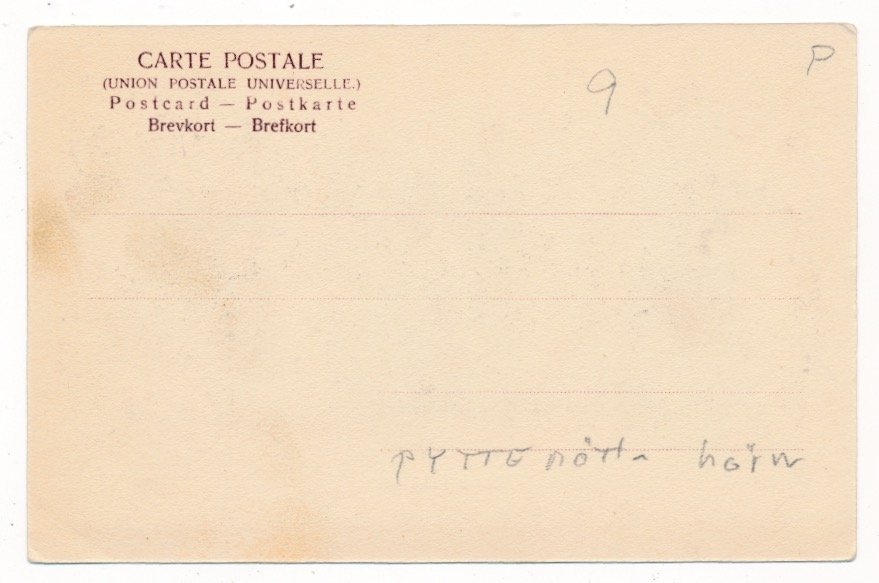 CARTE POSTALE
(UNION POSTALE UNIVERSELLE.)
Postcard — Postkarte
Brevkort — Brefkort
9
P